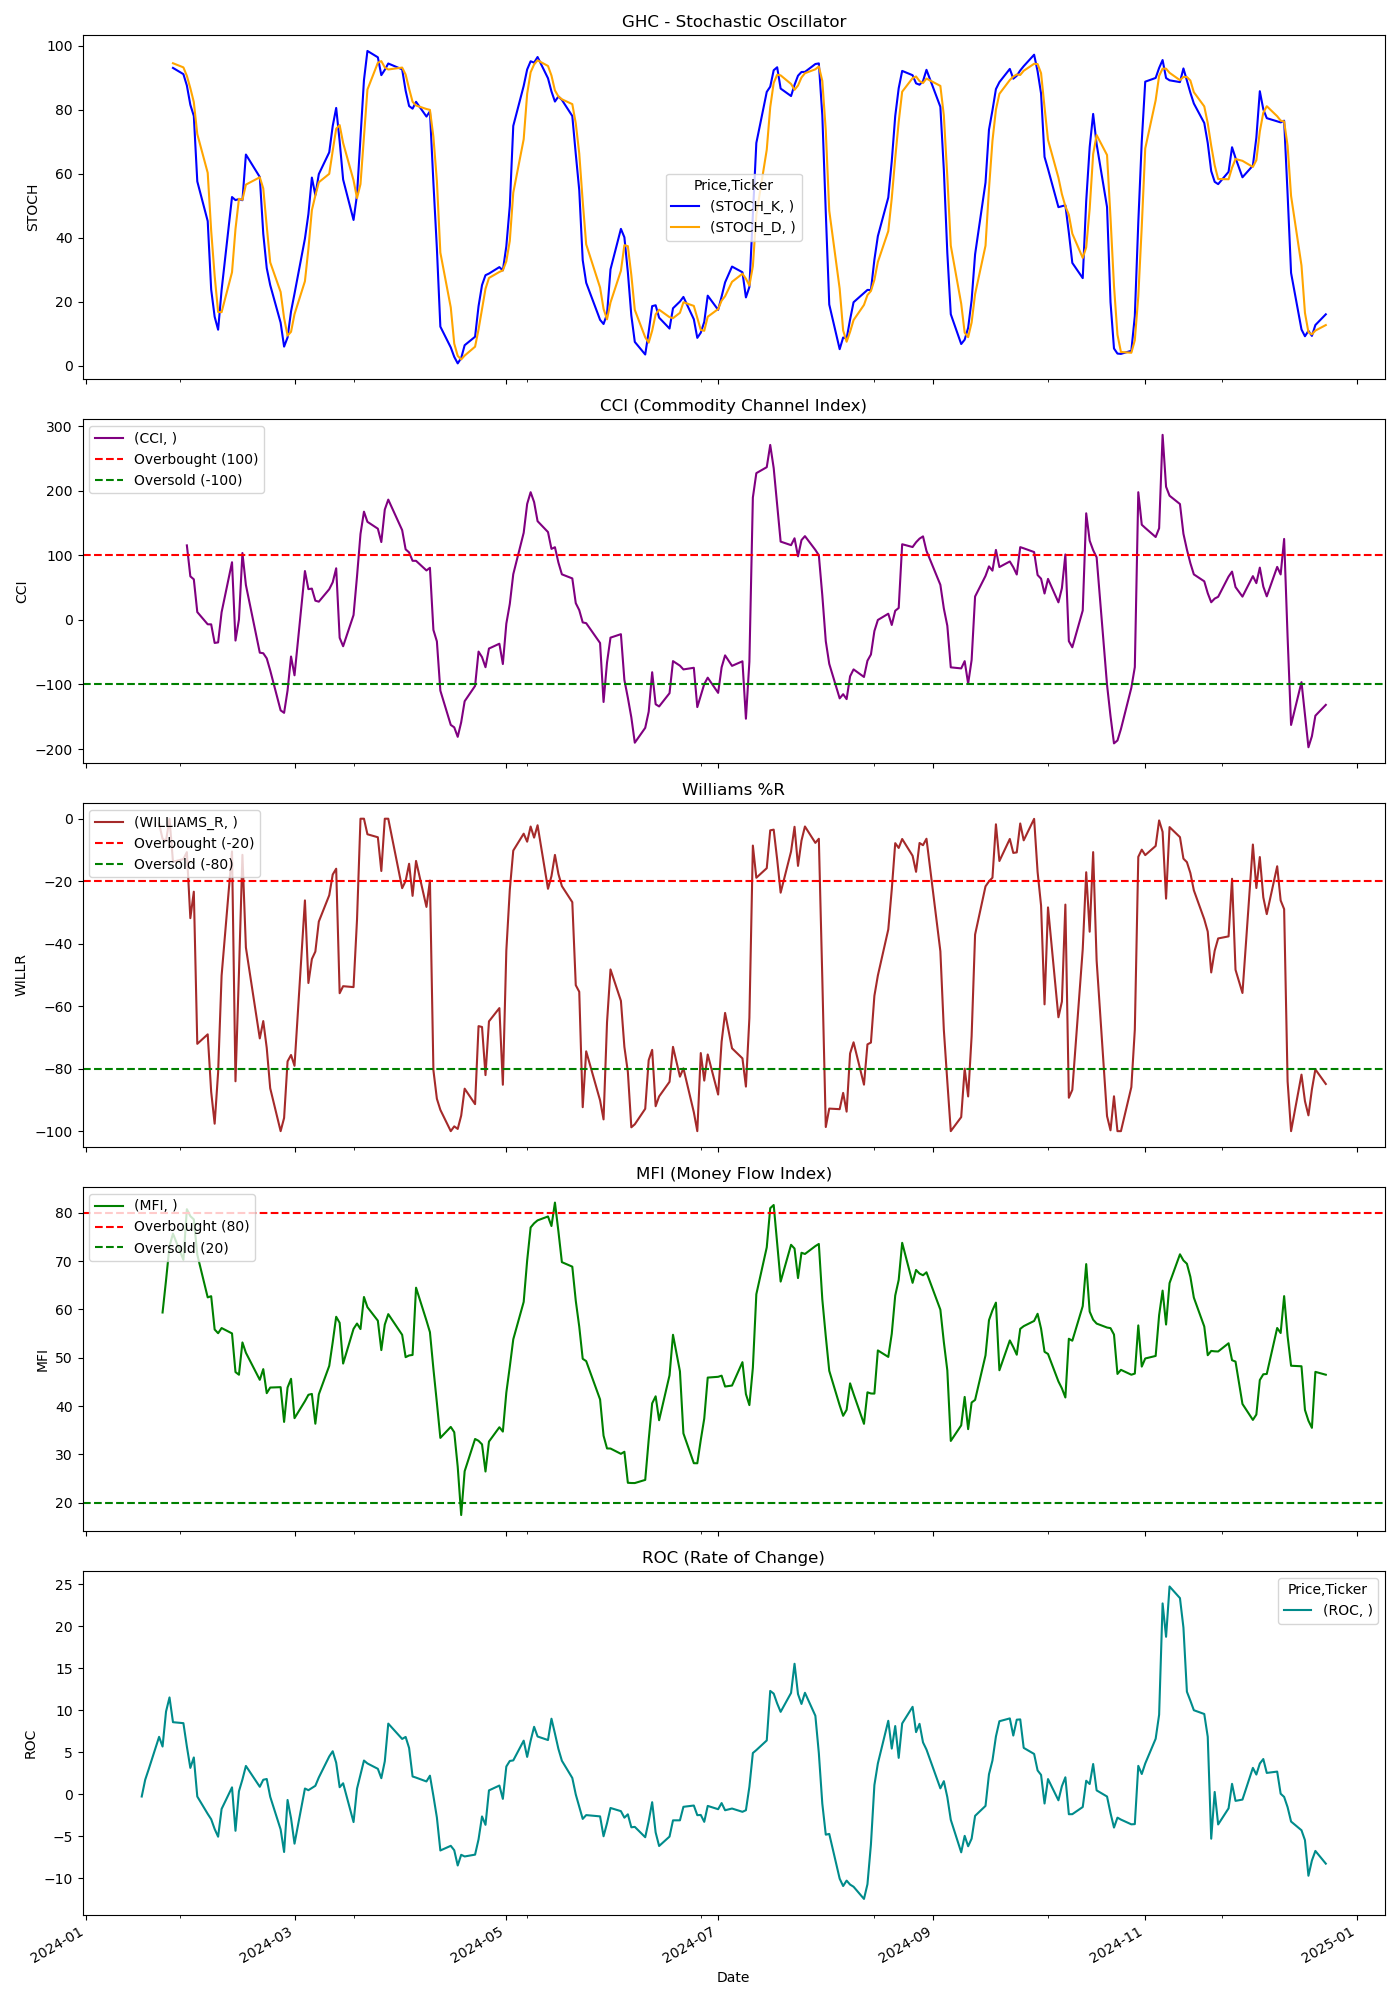 GHC - Stochastic Oscillator
100
80
60
40
20
0
STOCH
Price,Ticker
(STOCH_K, )
(STOCH_D, )
CCI (Commodity Channel Index)
300
200
100
0
−100
−200
CCI
(CCI, )
Overbought (100)
Oversold (-100)
Williams %R
0
−20
−40
−60
−80
−100
WILLR
(WILLIAMS_R, )
Overbought (-20)
Oversold (-80)
MFI (Money Flow Index)
80
70
60
50
40
30
20
MFI
(MFI, )
Overbought (80)
Oversold (20)
ROC (Rate of Change)
25
20
15
10
5
0
−5
−10
ROC
Price,Ticker
(ROC, )
2024-01
2024-03
2024-05
2024-07
2024-09
2024-11
2025-01
Date